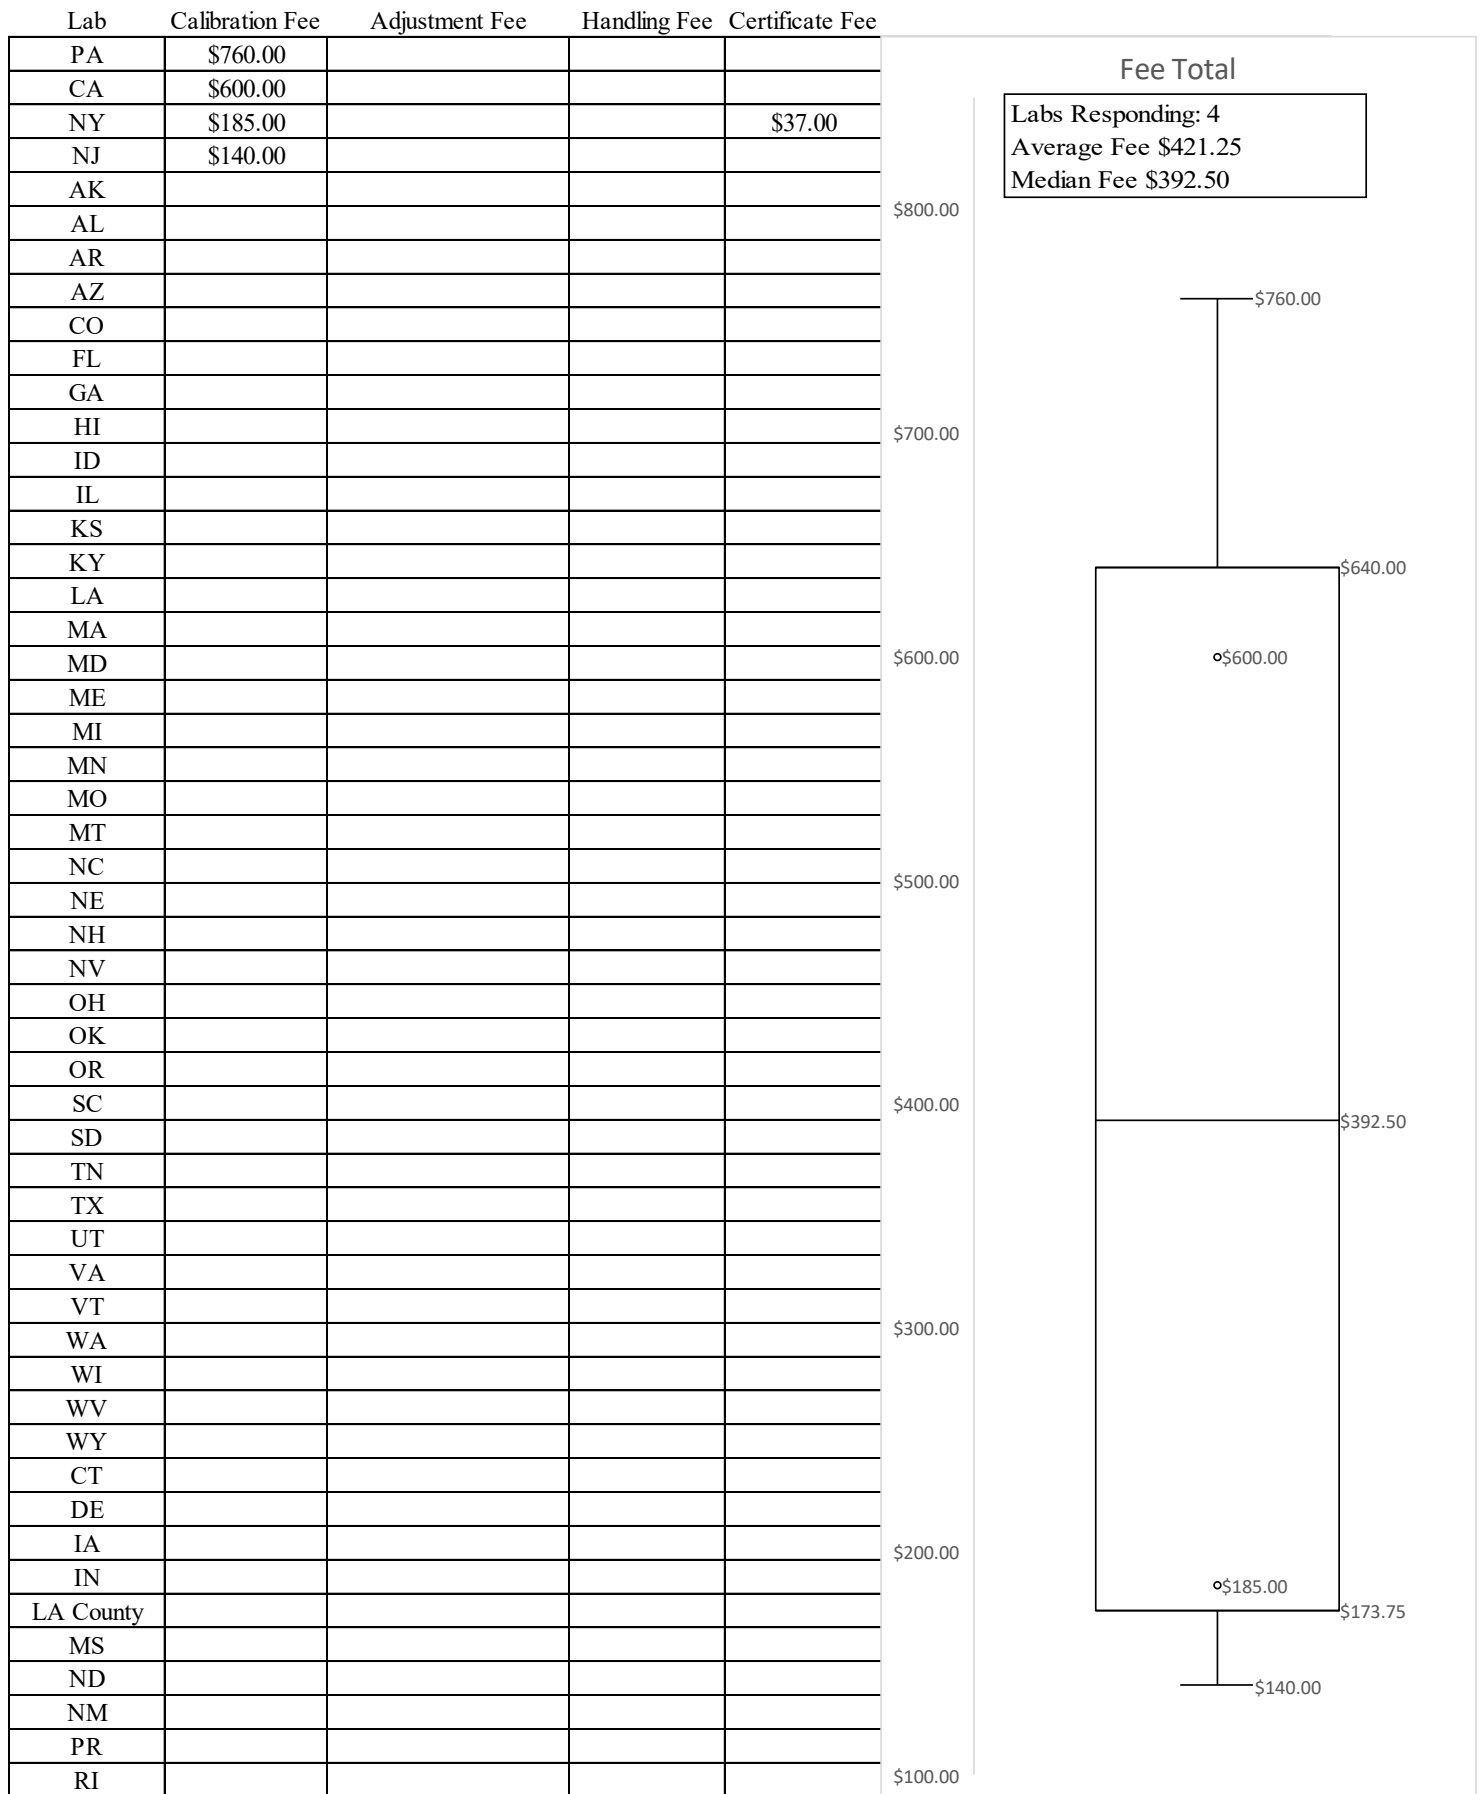 Lab Calibration Fee Adjustment Fee Handling Fee Certificate Fee
PA $760.00
CA $600.00
NY $185.00 $37.00
NJ $140.00
AK
AL
AR
AZ
CO
FL
GA
HI
ID
IL
KS
KY
LA
MA
MD
ME
MI
MN
MO
MT
NC
NE
NH
NV
OH
OK
OR
SC
SD
TN
TX
UT
VA
VT
WA
WI
WV
WY
CT
DE
IA
IN
LA County
MS
ND
NM
PR
RI
Fee Total
Labs Responding: 4
Average Fee $421.25
Median Fee $392.50
$800.00
$700.00
$600.00
$500.00
$400.00
$300.00
$200.00
$100.00
$760.00
$640.00
$600.00
$392.50
$185.00
$173.75
$140.00